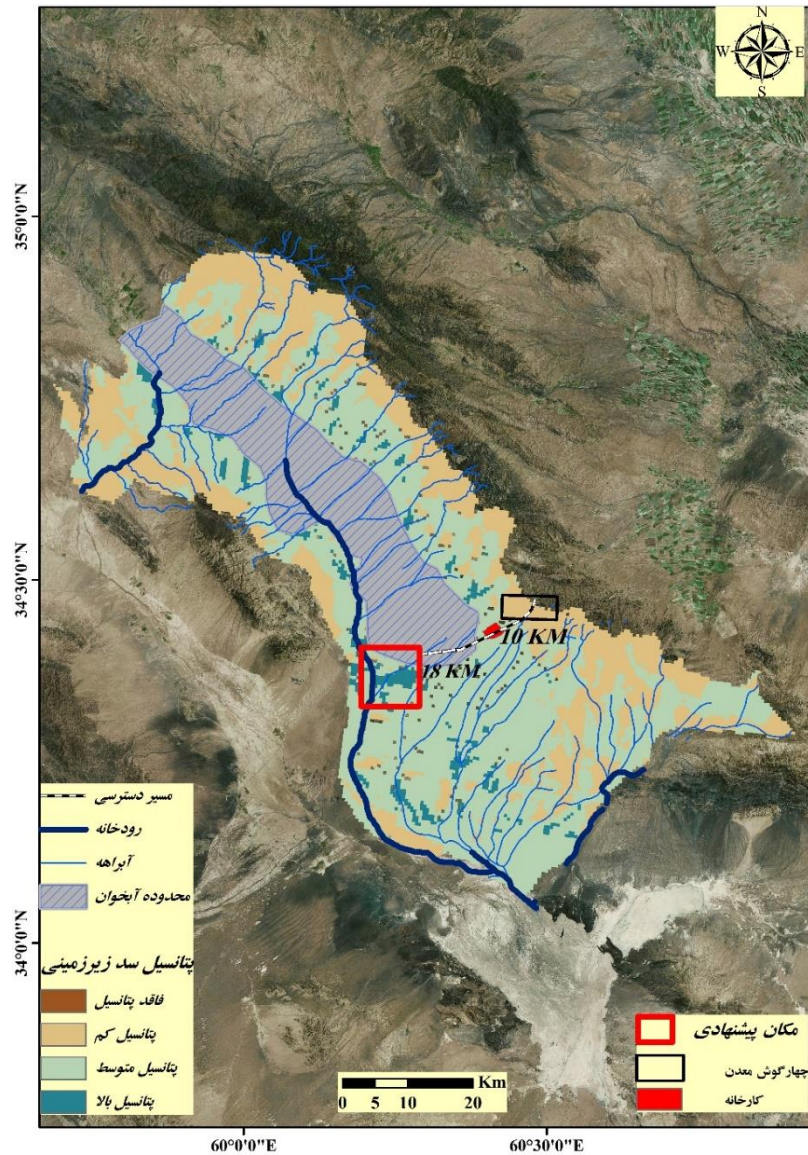 N
W E
S
35°0'0"N
34°30'0"N
34°0'0"N
10 KM
18 KM
مسیر دسترسی
رودخانه
آبراهه
محدوده آبخوان
پتانسیل سد زیرزمینی
فاقد پتانسیل
پتانسیل کم
پتانسیل متوسط
پتانسیل بالا
Km
0 5 10 20
مکان پیشنهادی
چهارگوش معدن
کارخانه
60°0'0"E
60°30'0"E